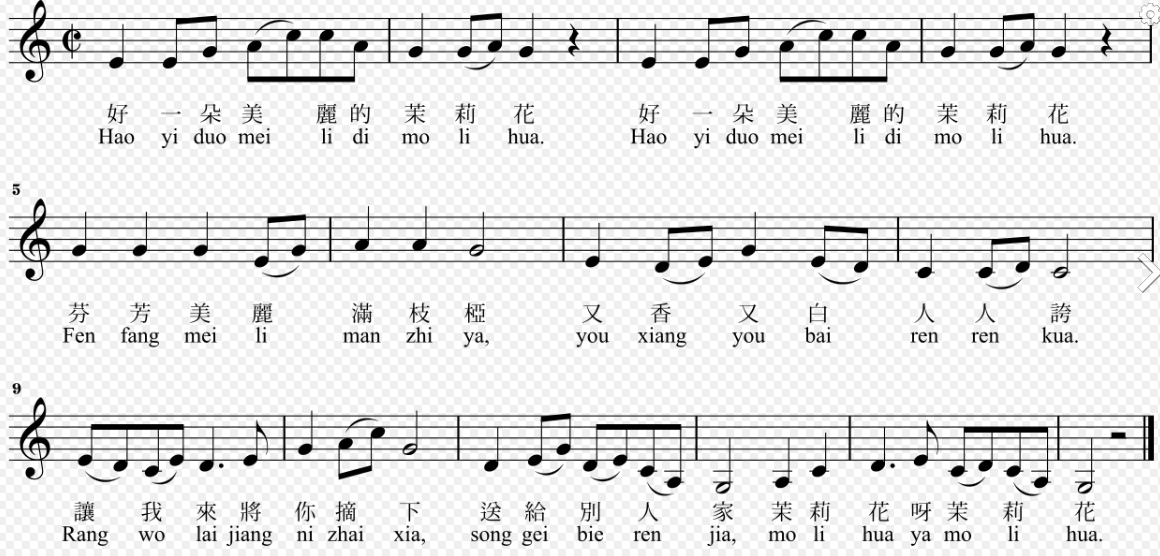 好 一 朵 美 麗 的 茉 莉 花 好 一 朵 美 麗 的 茉 莉 花
Hao yi duo mei li di mo li hua. Hao yi duo mei li di mo li hua.
5
芬 芳 美 麗 滿 枝 椏 又 香 又 白 人 人 誇
Fen fang mei li man zhi ya, you xiang you bai ren ren kua.
9
讓 我 來 將 你 摘 下 送 給 別 人 家 茉 莉 花 呀 茉 莉 花
Rang wo lai jiang ni zhai xia, song gei bie ren jia, mo li hua ya mo li hua.